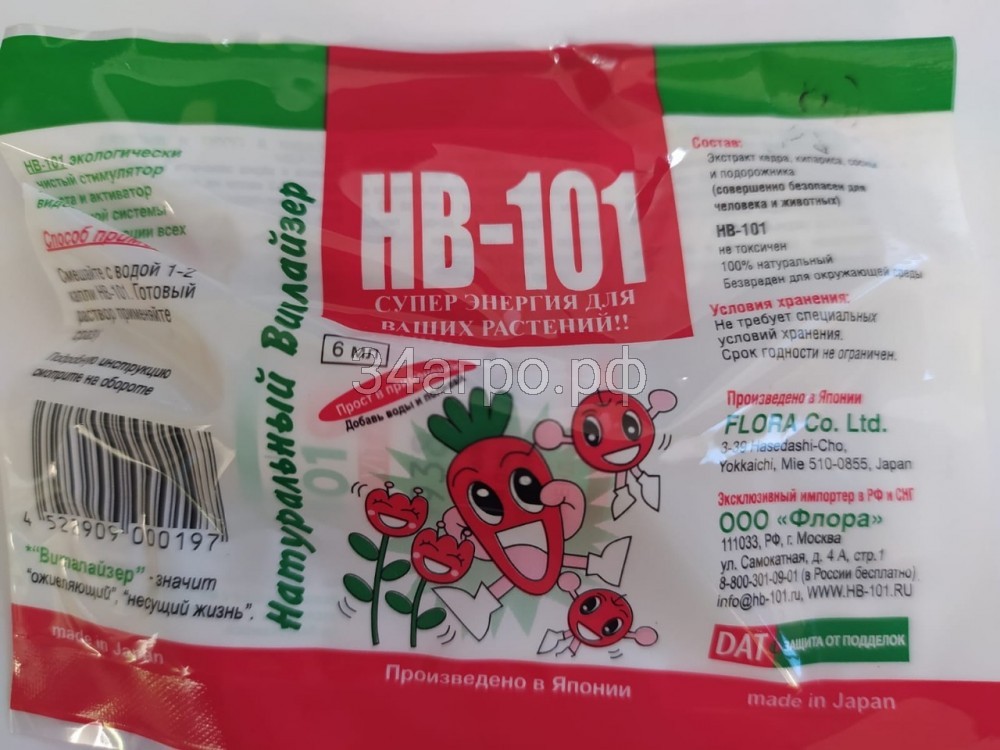 HB-101 экологически
чистый стимулятор
роста и активатор
системы
Способ
всех
Смешайте с водой 1-2
капли HB-101. Готовый
раствор применяйте
сразу
Подробную инструкцию
смотрите на обороте
4 522909 000197
*"Виталайзер" - значит
"оживляющий", "несущий жизнь".
made in Japan
Натуральный Виталайзер
HB-101
СУПЕР ЭНЕРГИЯ ДЛЯ
ВАШИХ РАСТЕНИЙ!!
6 мл
Прост в
Добавь воды и
34агро.рф
Произведено в Японии
Состав:
Экстракт кедра, кипариса, сосны
и подорожника
(совершенно безопасен для
человека и животных)
HB-101
не токсичен
100% натуральный
Безвреден для окружающей среды
Условия хранения:
Не требует специальных
условий хранения.
Срок годности не ограничен.
Произведено в Японии
FLORA Co. Ltd.
3-39 Hasedashi-Cho,
Yokkaichi, Mie 510-0855, Japan
Эксклюзивный импортер в РФ и СНГ
ООО «Флора»
111033, РФ, г. Москва
ул. Самокатная, д. 4 А, стр.1
8-800-301-09-01 (в России бесплатно)
info@hb-101.ru, WWW.HB-101.RU
DAT ЗАЩИТА ОТ ПОДДЕЛОК
made in Japan